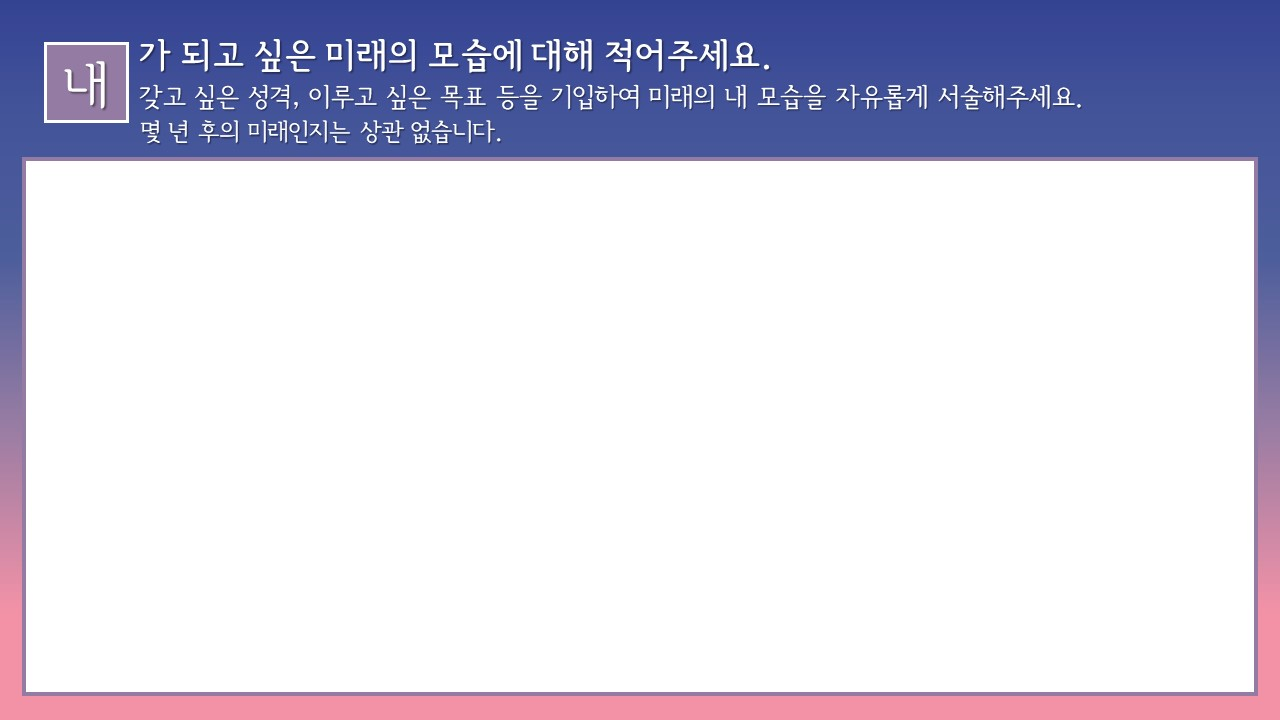 내가 되고 싶은 미래의 모습에 대해 적어주세요.
갖고 싶은 성격, 이루고 싶은 목표 등을 기입하여 미래의 내 모습을 자유롭게 서술해주세요.
몇 년 후의 미래인지는 상관 없습니다.